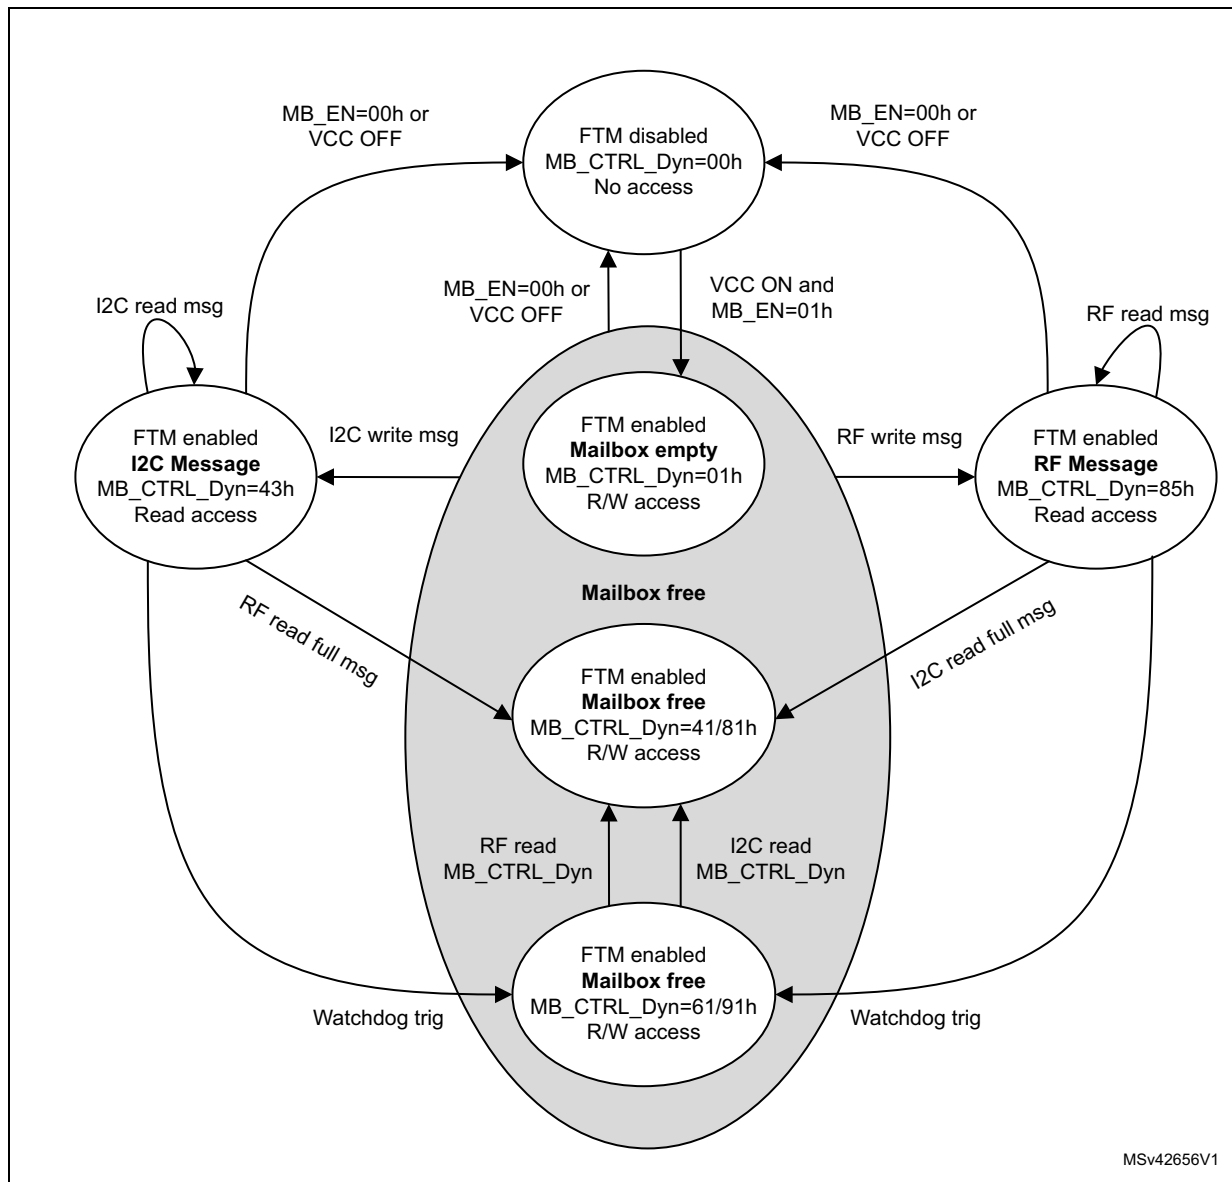 MB_EN=00h or
VCC OFF
FTM disabled
MB_CTRL_Dyn=00h
No access
MB_EN=00h or
VCC OFF
MB_EN=00h or
VCC OFF
VCC ON and
MB_EN=01h
I2C read msg
RF read msg
FTM enabled
I2C Message
MB_CTRL_Dyn=43h
Read access
I2C write msg
FTM enabled
Mailbox empty
MB_CTRL_Dyn=01h
R/W access
RF write msg
FTM enabled
RF Message
MB_CTRL_Dyn=85h
Read access
Mailbox free
RF read full msg
I2C read full msg
FTM enabled
Mailbox free
MB_CTRL_Dyn=41/81h
R/W access
RF read
MB_CTRL_Dyn
I2C read
MB_CTRL_Dyn
FTM enabled
Mailbox free
MB_CTRL_Dyn=61/91h
R/W access
Watchdog trig
Watchdog trig
MSv42656V1